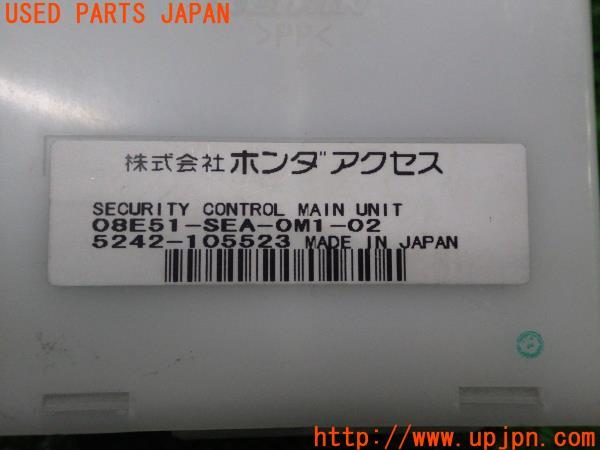 USED PARTS JAPAN
>PP<
株式会社 ホンダアクセス
SECURITY CONTROL MAIN UNIT
08E51-SEA-0M1-02
5242-105523 MADE IN JAPAN
http://www.upjpn.com/